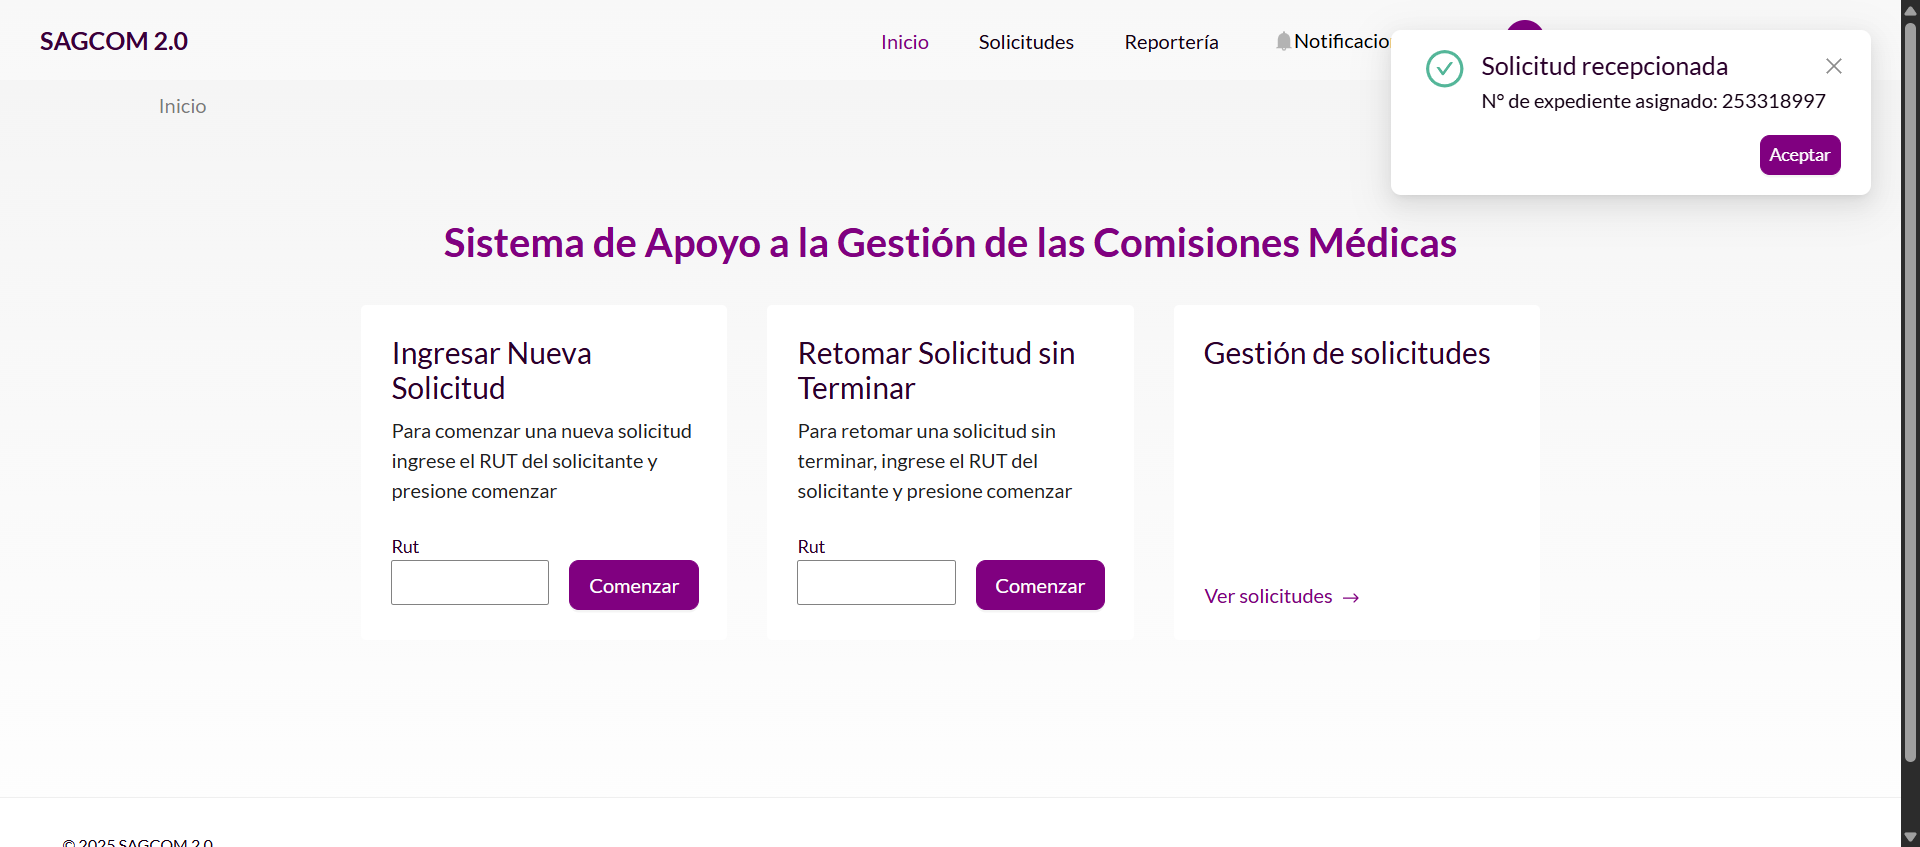 SAGCOM 2.0
Inicio
Solicitudes
Reportería
Solicitud recepcionada
N° de expediente asignado: 253318997
Aceptar
Inicio
Sistema de Apoyo a la Gestión de las Comisiones Médicas
Ingresar Nueva
Solicitud
Para comenzar una nueva solicitud
ingrese el RUT del solicitante y
presione comenzar
Rut
Comenzar
Retomar Solicitud sin
Terminar
Para retomar una solicitud sin
terminar, ingrese el RUT del
solicitante y presione comenzar
Rut
Comenzar
Gestión de solicitudes
Ver solicitudes →
© 2025 SAGCOM 2.0